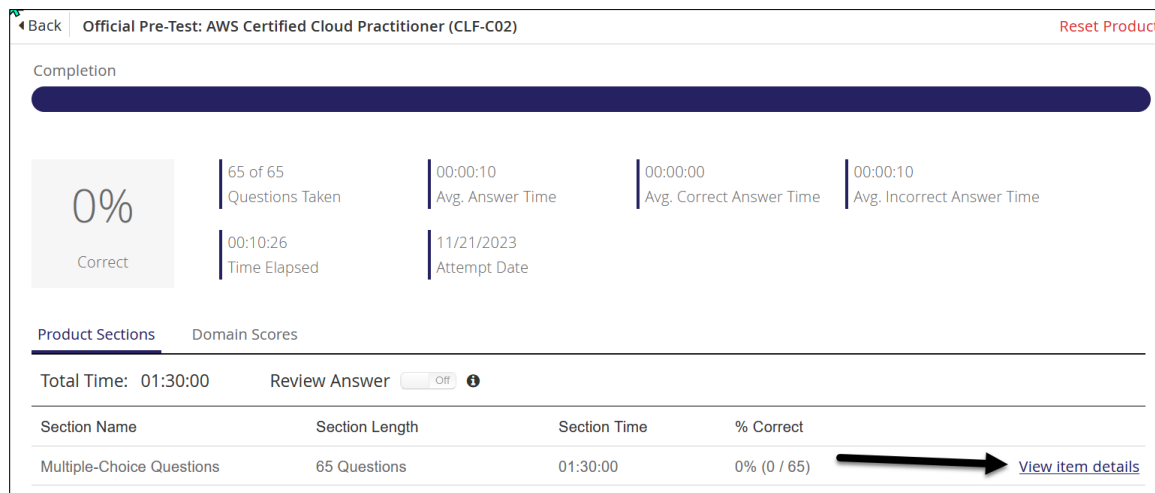 Back Official Pre-Test: AWS Certified Cloud Practitioner (CLF-C02) Reset Product
Completion
0%
Correct
65 of 65
Questions Taken
00:00:10
Avg. Answer Time
00:00:00
Avg. Correct Answer Time
00:00:10
Avg. Incorrect Answer Time
00:10:26
Time Elapsed
11/21/2023
Attempt Date
Product Sections Domain Scores
Total Time: 01:30:00 Review Answer Off
Section Name Section Length Section Time % Correct
Multiple-Choice Questions 65 Questions 01:30:00 0% (0 / 65) View item details